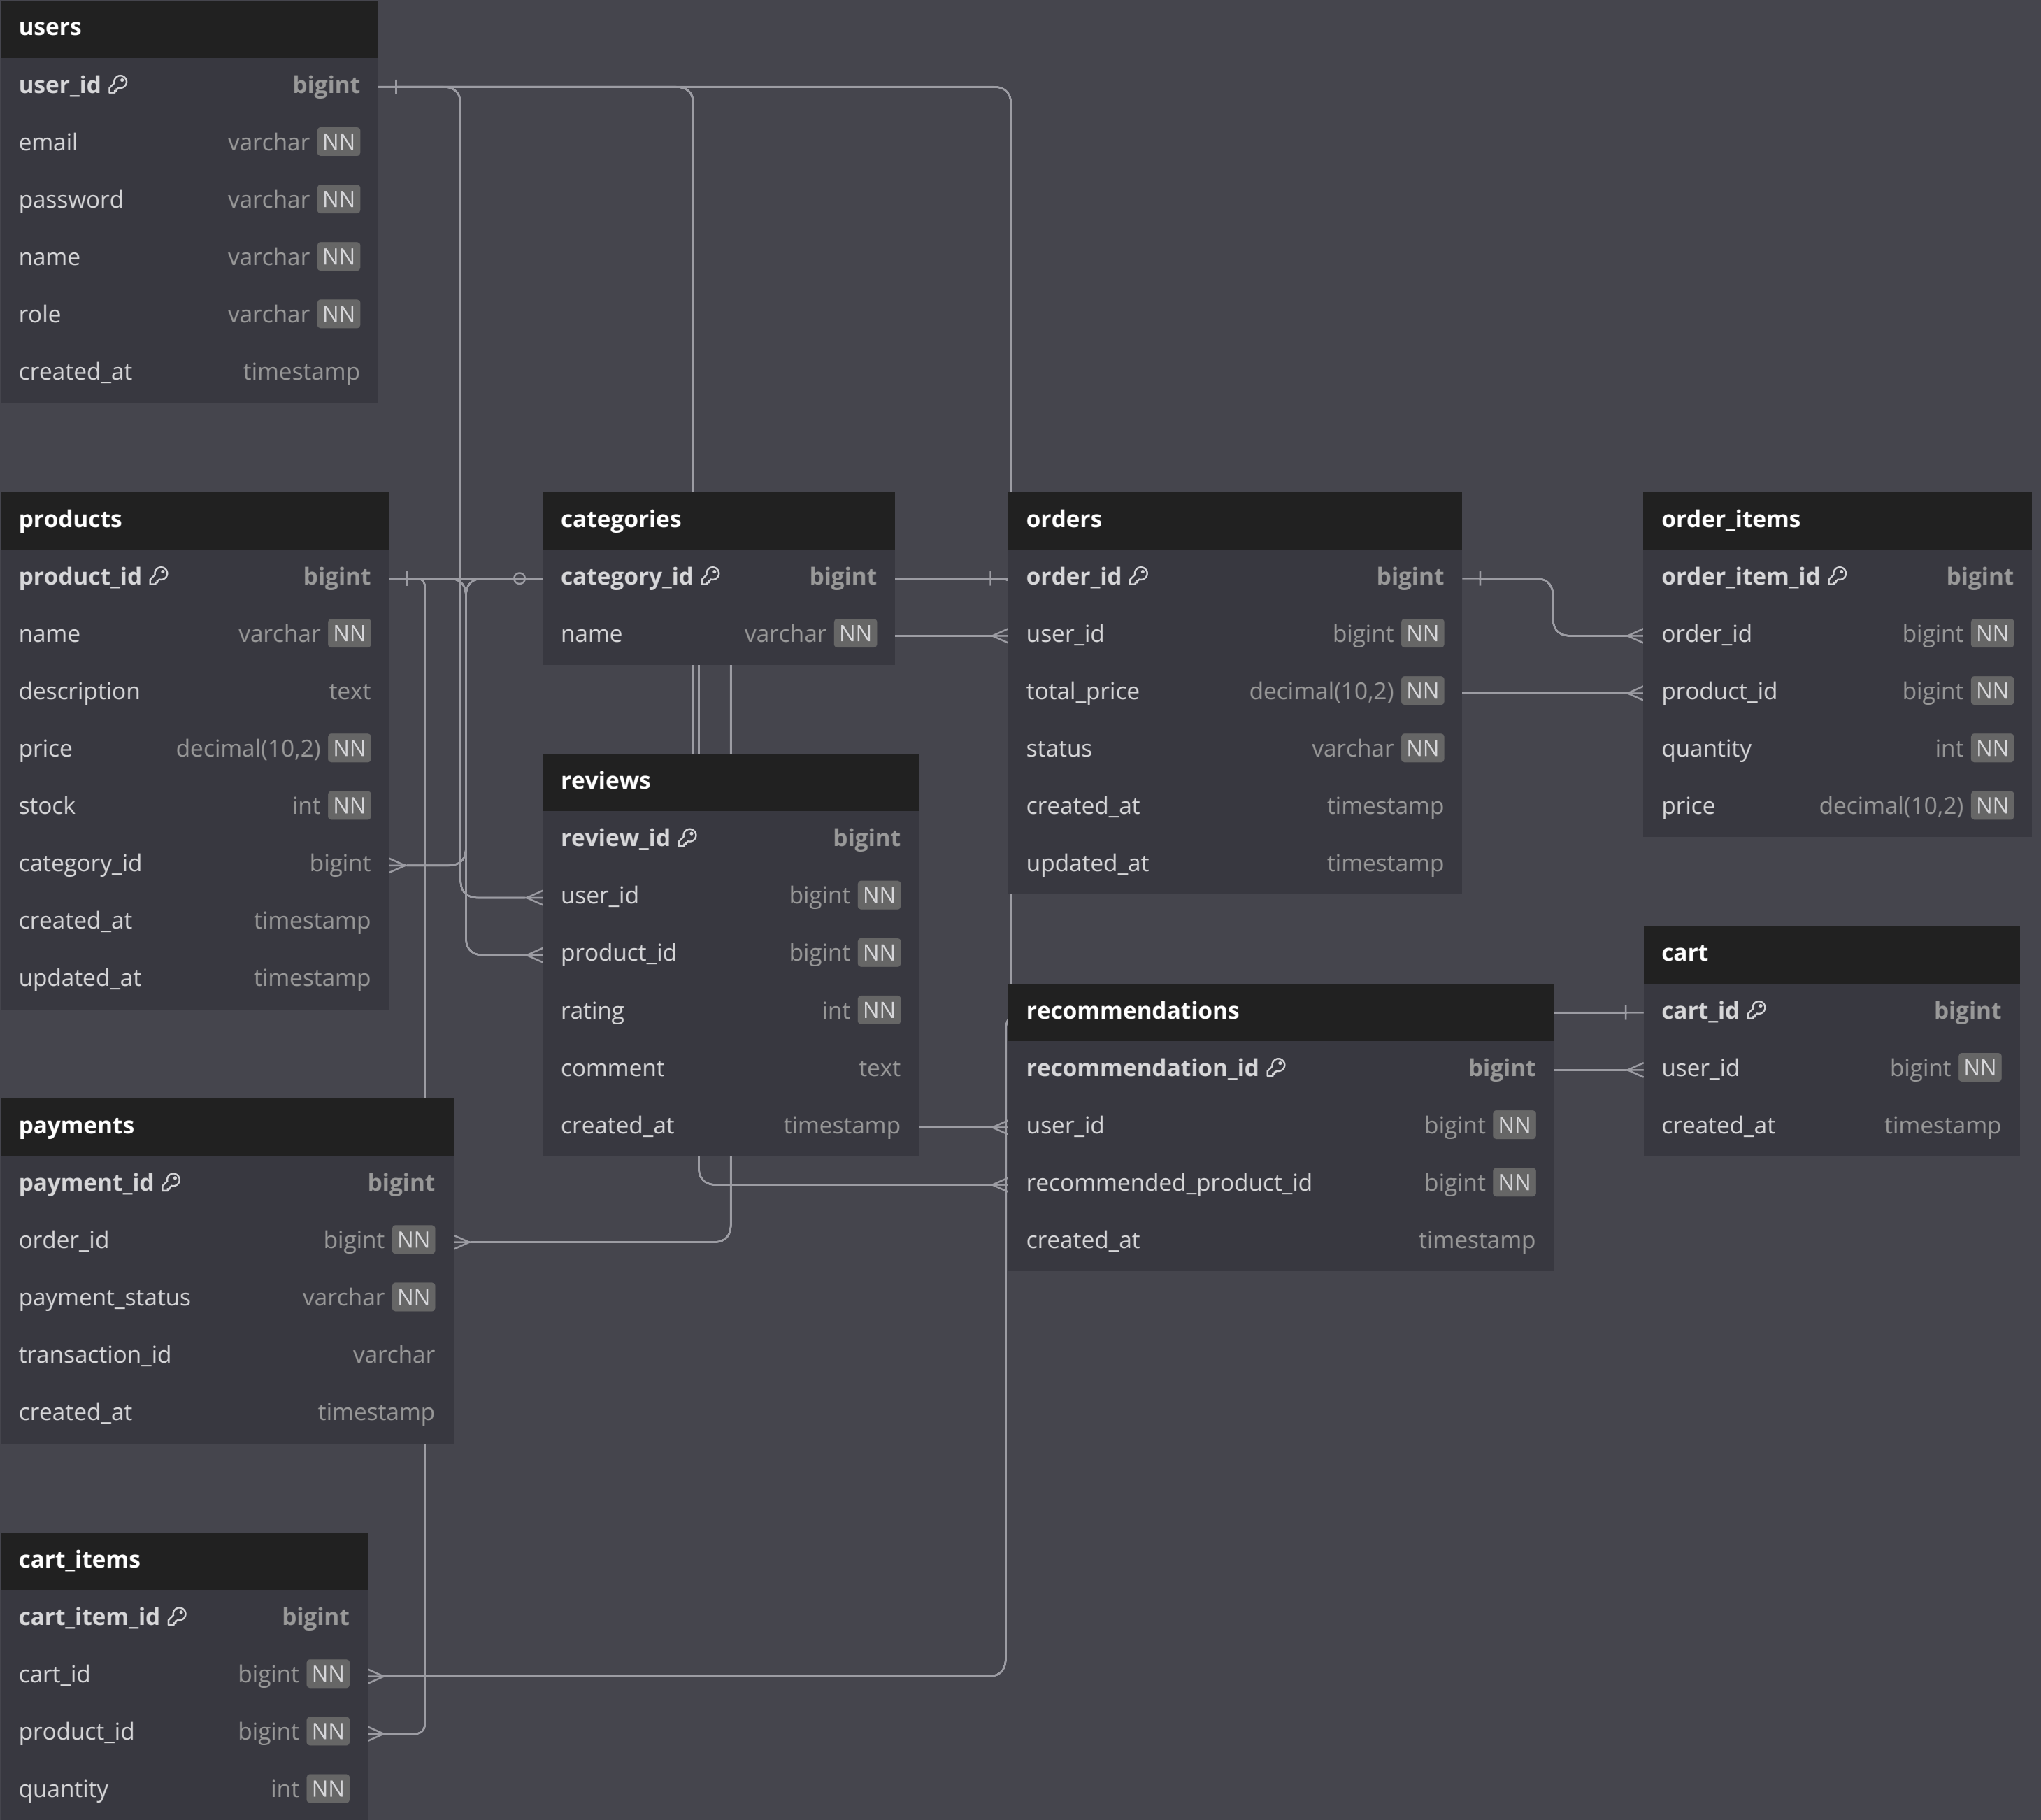 users
user_id bigint
email varchar NN
password varchar NN
name varchar NN
role varchar NN
created_at timestamp
products
product_id bigint
name varchar NN
description text
price decimal(10,2) NN
stock int NN
category_id bigint
created_at timestamp
updated_at timestamp
categories
category_id bigint
name varchar NN
orders
order_id bigint
user_id bigint NN
total_price decimal(10,2) NN
status varchar NN
created_at timestamp
updated_at timestamp
order_items
order_item_id bigint
order_id bigint NN
product_id bigint NN
quantity int NN
price decimal(10,2) NN
reviews
review_id bigint
user_id bigint NN
product_id bigint NN
rating int NN
comment text
created_at timestamp
cart
cart_id bigint
user_id bigint NN
created_at timestamp
recommendations
recommendation_id bigint
user_id bigint NN
recommended_product_id bigint NN
created_at timestamp
payments
payment_id bigint
order_id bigint NN
payment_status varchar NN
transaction_id varchar
created_at timestamp
cart_items
cart_item_id bigint
cart_id bigint NN
product_id bigint NN
quantity int NN